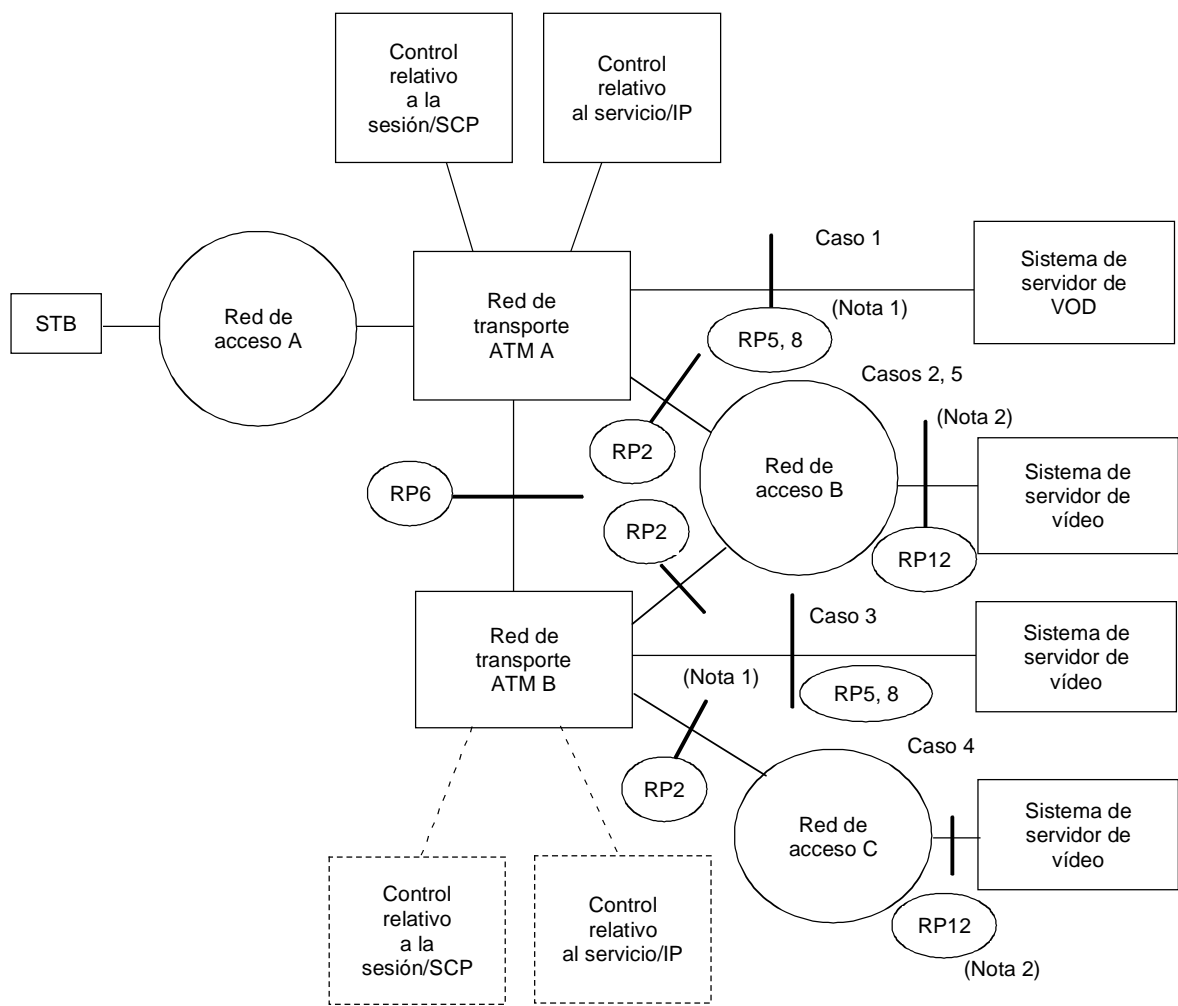 Control
relativo
a la
sesión/SCP
Control
relativo
al servicio/IP
Caso 1
Sistema de
servidor de
VOD
STB
Red de
acceso A
Red de
transporte
ATM A
(Nota 1)
RP5, 8
Casos 2, 5
(Nota 2)
RP2
Red de
acceso B
Sistema de
servidor de
vídeo
RP6
RP2
RP12
Red de
transporte
ATM B
Caso 3
Sistema de
servidor de
vídeo
(Nota 1)
RP5, 8
Caso 4
RP2
Red de
acceso C
Sistema de
servidor de
vídeo
Control
relativo
a la
sesión/SCP
Control
relativo
al servicio/IP
RP12
(Nota 2)